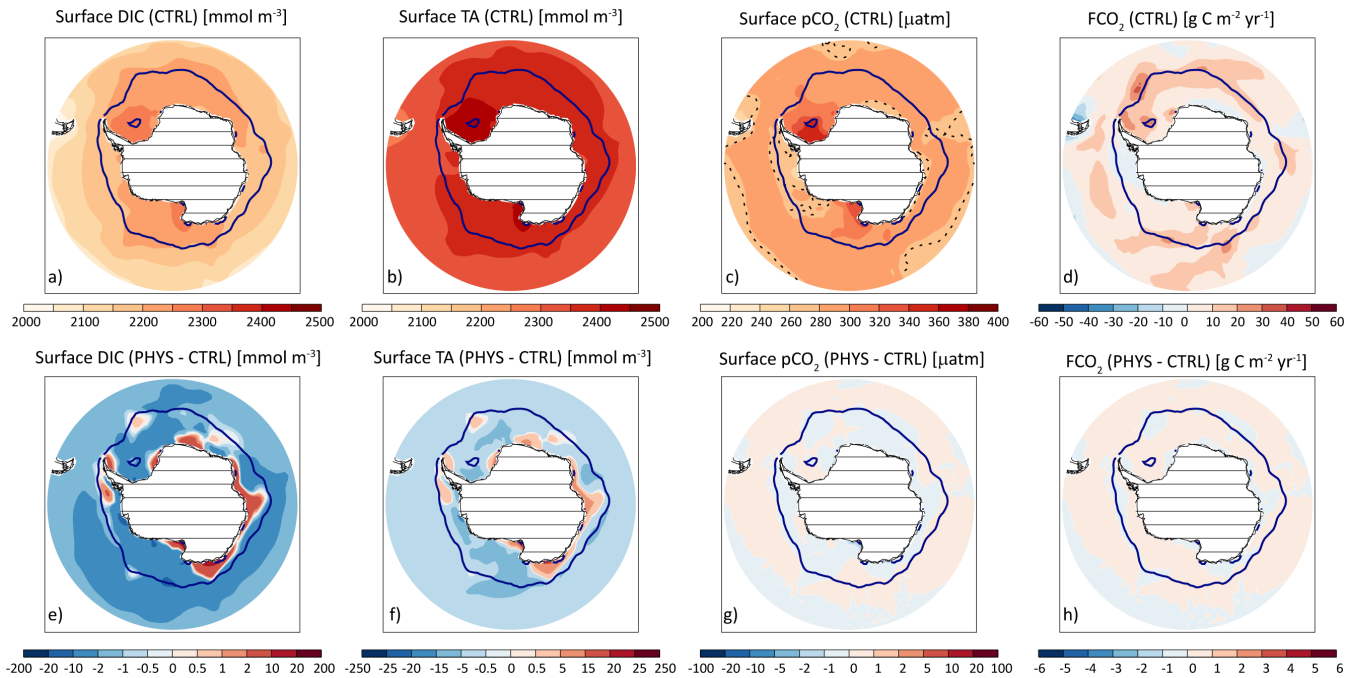 Surface DIC (CTRL) [mmol m⁻³]
Surface TA (CTRL) [mmol m⁻³]
Surface pCO₂ (CTRL) [µatm]
FCO₂ (CTRL) [g C m⁻² yr⁻¹]
a)
b)
c)
d)
2000 2100 2200 2300 2400 2500
2000 2100 2200 2300 2400 2500
200 220 240 260 280 300 320 340 360 380 400
-60 -50 -40 -30 -20 -10 0 10 20 30 40 50 60
Surface DIC (PHYS - CTRL) [mmol m⁻³]
Surface TA (PHYS - CTRL) [mmol m⁻³]
Surface pCO₂ (PHYS - CTRL) [µatm]
FCO₂ (PHYS - CTRL) [g C m⁻² yr⁻¹]
e)
f)
g)
h)
-200 -20 -10 -2 -1 -0.5 0 0.5 1 2 10 20 200
-250 -25 -15 -5 -0.5 0 0.5 5 15 25 250
-100 -20 -10 -5 -2 -1 0 1 2 5 10 20 100
-6 -5 -4 -3 -2 -1 0 1 2 3 4 5 6